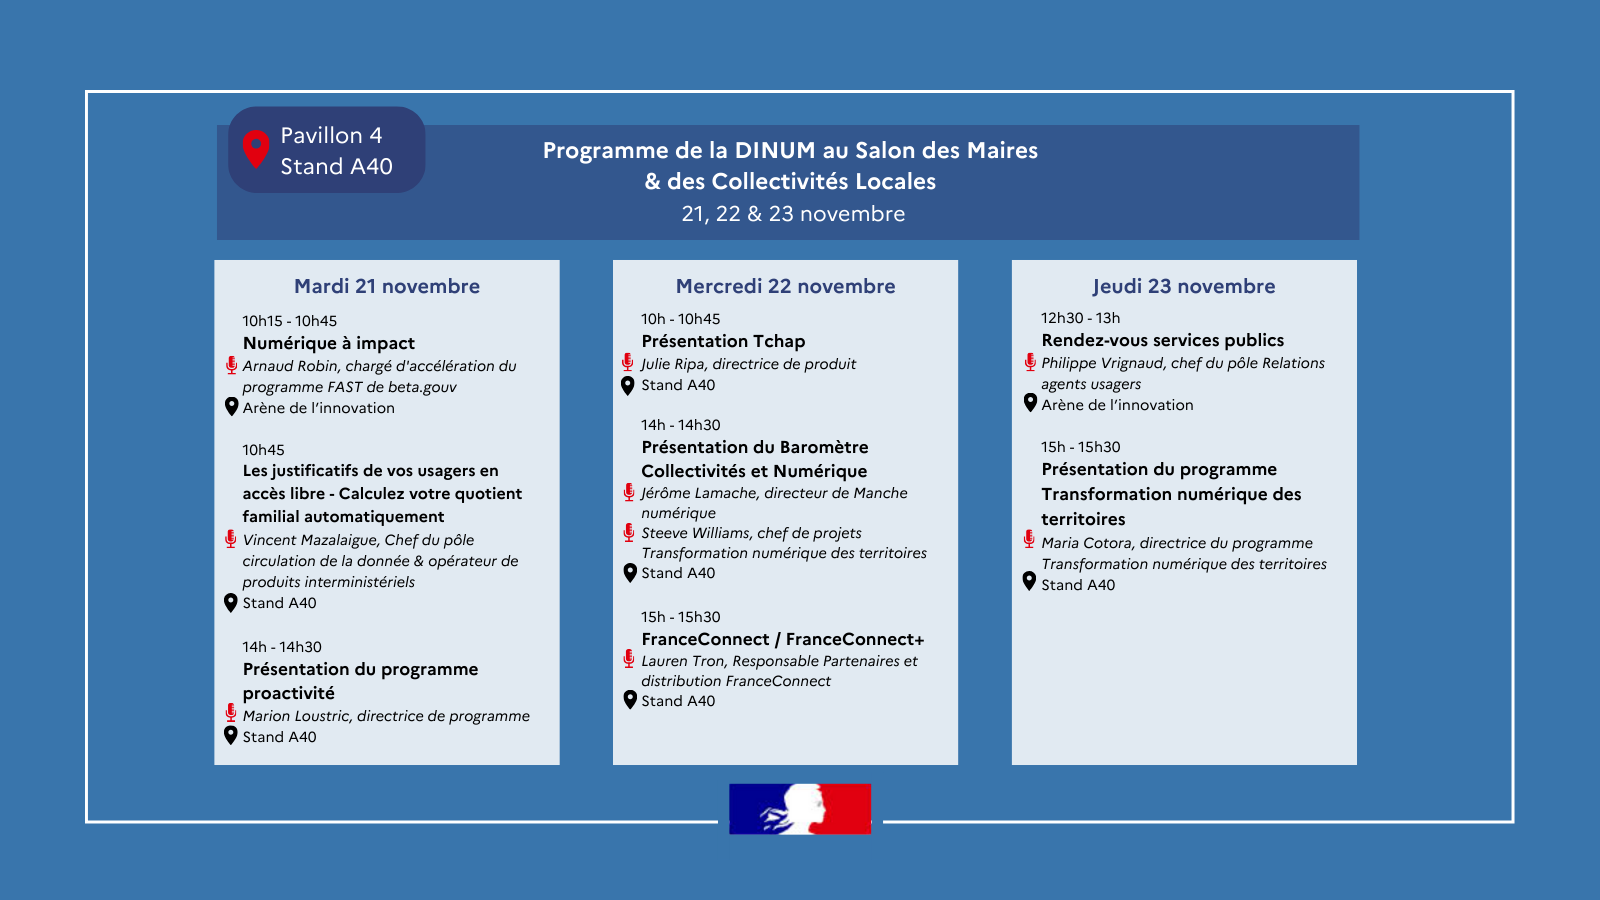 Pavillon 4
Stand A40
Programme de la DINUM au Salon des Maires
& des Collectivités Locales
21, 22 & 23 novembre
Mardi 21 novembre
10h15 - 10h45
Numérique à impact
Arnaud Robin, chargé d'accélération du
programme FAST de beta.gouv
Arène de l’innovation
10h45
Les justificatifs de vos usagers en
accès libre - Calculez votre quotient
familial automatiquement
Vincent Mazalaigue, Chef du pôle
circulation de la donnée & opérateur de
produits interministériels
Stand A40
14h - 14h30
Présentation du programme
proactivité
Marion Loustric, directrice de programme
Stand A40
Mercredi 22 novembre
10h - 10h45
Présentation Tchap
Julie Ripa, directrice de produit
Stand A40
14h - 14h30
Présentation du Baromètre
Collectivités et Numérique
Jérôme Lamache, directeur de Manche
numérique
Steeve Williams, chef de projets
Transformation numérique des territoires
Stand A40
15h - 15h30
FranceConnect / FranceConnect+
Lauren Tron, Responsable Partenaires et
distribution FranceConnect
Stand A40
Jeudi 23 novembre
12h30 - 13h
Rendez-vous services publics
Philippe Vrignaud, chef du pôle Relations
agents usagers
Arène de l’innovation
15h - 15h30
Présentation du programme
Transformation numérique des
territoires
Maria Cotora, directrice du programme
Transformation numérique des territoires
Stand A40